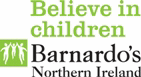 Believe in
children
Barnardo's
Northern Ireland